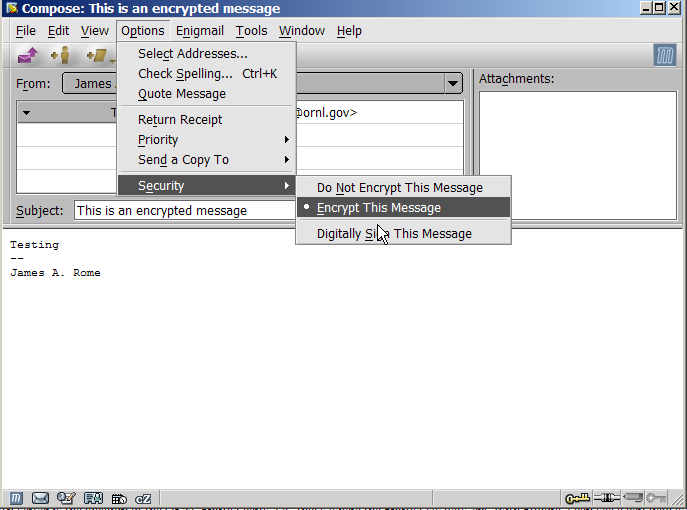 Compose: This is an encrypted message
File Edit View Options Enigmail Tools Window Help
Select Addresses...
Check Spelling... Ctrl+K
Quote Message
Return Receipt
Priority
Send a Copy To
Security
Do Not Encrypt This Message
Encrypt This Message
Digitally Sign This Message
From: James
@ornl.gov>
Attachments:
Subject: This is an encrypted message
Testing
--
James A. Rome